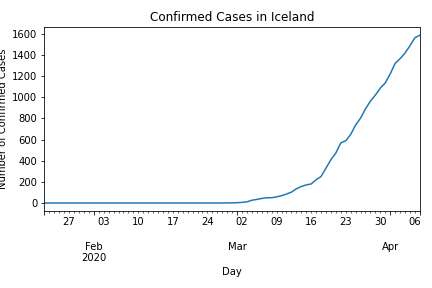 Confirmed Cases in Iceland
Number of Confirmed Cases
1600
1400
1200
1000
800
600
400
200
0
27 03 10 17 24 02 09 16 23 30 06
Feb Mar Apr
2020
Day